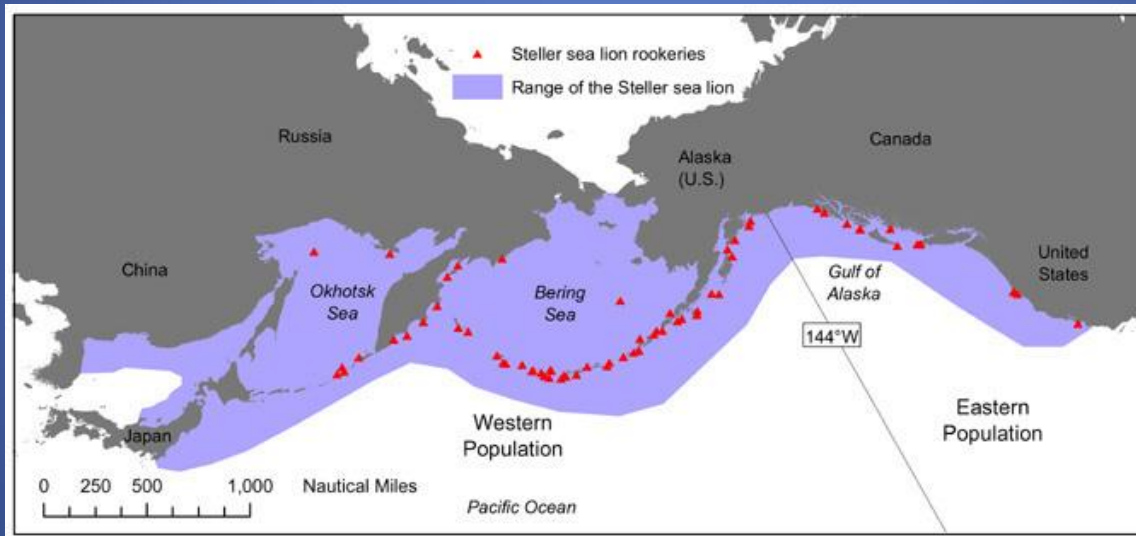 Steller sea lion rookeries
Range of the Steller sea lion
Russia
Canada
Alaska
(U.S.)
China
United
States
Okhotsk
Sea
Bering
Sea
Gulf of
Alaska
144°W
Japan
Western
Population
Eastern
Population
0 250 500 1,000 Nautical Miles
Pacific Ocean